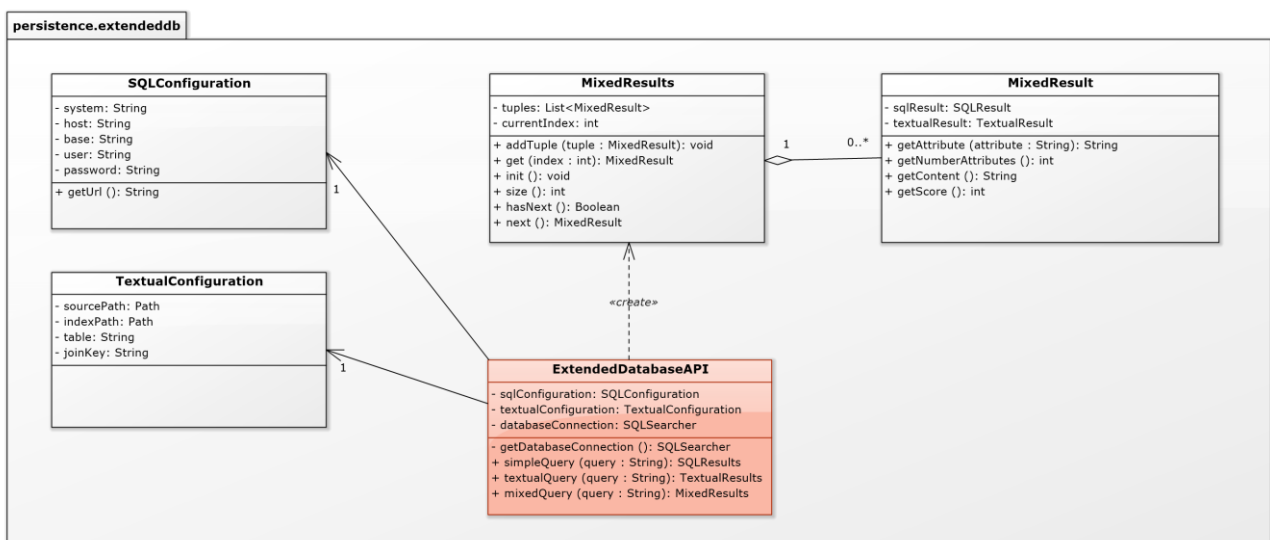 persistence.extendeddb
SQLConfiguration
- system: String
- host: String
- base: String
- user: String
- password: String
+ getUrl (): String
MixedResults
- tuples: List<MixedResult>
- currentIndex: int
+ addTuple (tuple : MixedResult): void
+ get (index : int): MixedResult
+ init (): void
+ size (): int
+ hasNext (): Boolean
+ next (): MixedResult
1
0..*
MixedResult
- sqlResult: SQLResult
- textualResult: TextualResult
+ getAttribute (attribute : String): String
+ getNumberAttributes (): int
+ getContent (): String
+ getScore (): int
1
TextualConfiguration
- sourcePath: Path
- indexPath: Path
- table: String
- joinKey: String
1
«create»
ExtendedDatabaseAPI
- sqlConfiguration: SQLConfiguration
- textualConfiguration: TextualConfiguration
- databaseConnection: SQLSearcher
- getDatabaseConnection (): SQLSearcher
+ simpleQuery (query : String): SQLResults
+ textualQuery (query : String): TextualResults
+ mixedQuery (query : String): MixedResults